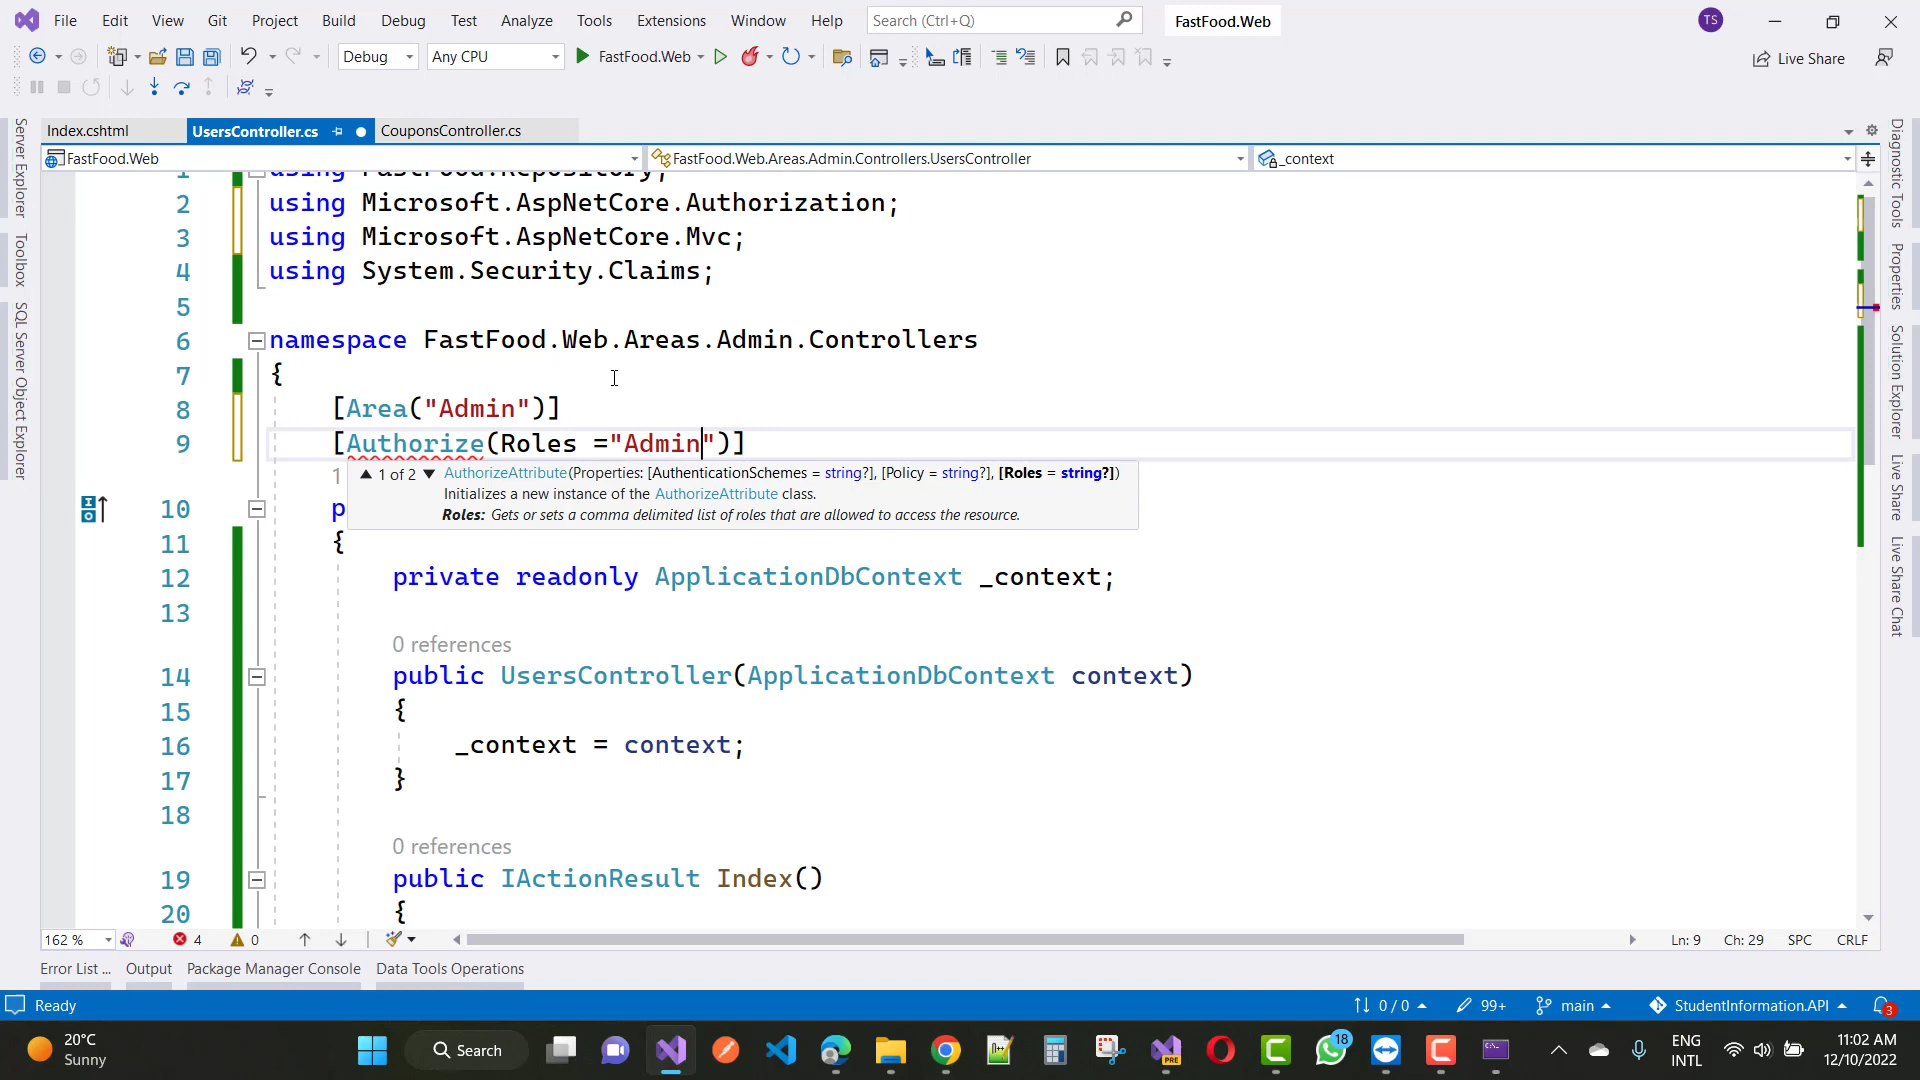 File Edit View Git Project Build Debug Test Analyze Tools Extensions Window Help Search (Ctrl+Q) FastFood.Web TS
Debug Any CPU FastFood.Web Live Share
Index.cshtml UsersController.cs CouponsController.cs
FastFood.Web FastFood.Web.Areas.Admin.Controllers.UsersController _context
1 using FastFood.Repository;
2 using Microsoft.AspNetCore.Authorization;
3 using Microsoft.AspNetCore.Mvc;
4 using System.Security.Claims;
5
6 namespace FastFood.Web.Areas.Admin.Controllers
7 {
8 [Area("Admin")]
9 [Authorize(Roles ="Admin")]
1 ▲ 1 of 2 ▼ AuthorizeAttribute(Properties: [AuthenticationSchemes = string?], [Policy = string?], [Roles = string?])
Initializes a new instance of the AuthorizeAttribute class.
Roles: Gets or sets a comma delimited list of roles that are allowed to access the resource.
10 p
11 {
12 private readonly ApplicationDbContext _context;
13
0 references
14 public UsersController(ApplicationDbContext context)
15 {
16 _context = context;
17 }
18
0 references
19 public IActionResult Index()
20 {
162 % 4 0 Ln: 9 Ch: 29 SPC CRLF
Error List ... Output Package Manager Console Data Tools Operations
Ready 0 / 0 99+ main StudentInformation.API 3
Server Explorer
Toolbox
SQL Server Object Explorer
Diagnostic Tools
Properties
Solution Explorer
Live Share
Live Share Chat
20°C
Sunny
Search
PRE
18
ENG
INTL
11:02 AM
12/10/2022